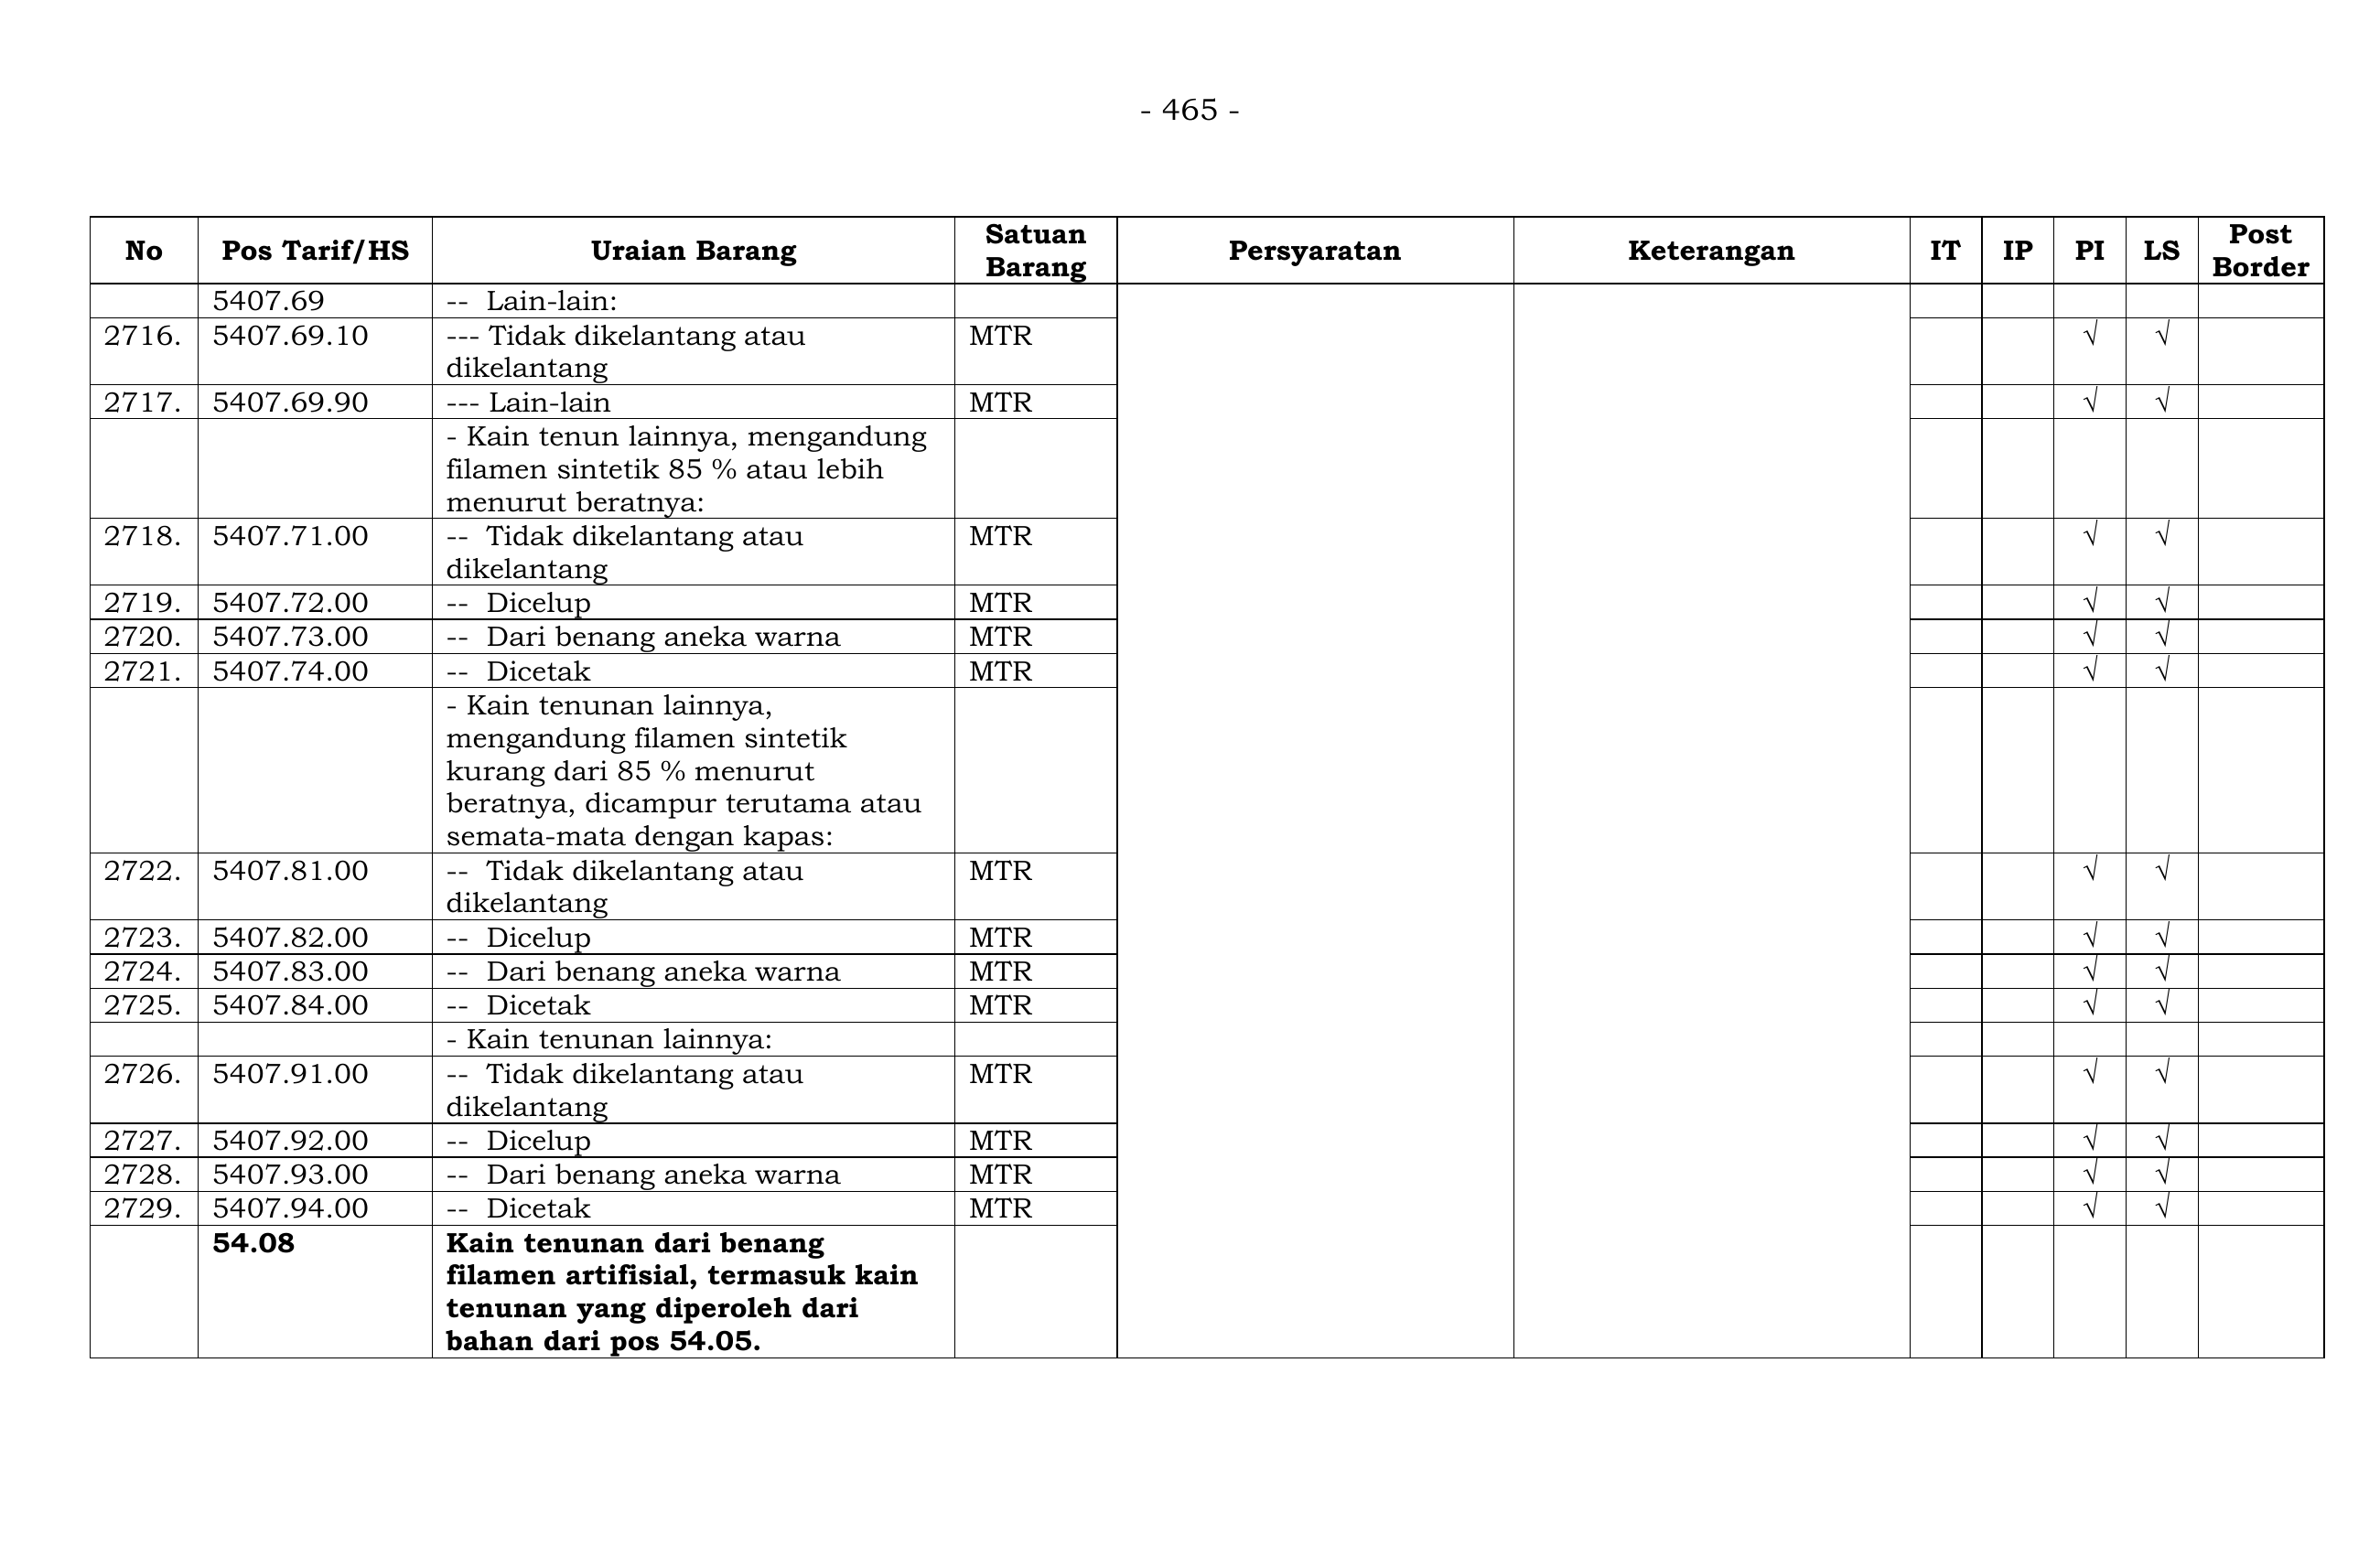 - 465 -
No Pos Tarif/HS Uraian Barang Satuan Barang Persyaratan Keterangan IT IP PI LS Post Border
5407.69 -- Lain-lain:
2716. 5407.69.10 --- Tidak dikelantang atau MTR √ √
dikelantang
2717. 5407.69.90 --- Lain-lain MTR √ √
- Kain tenun lainnya, mengandung
filamen sintetik 85 % atau lebih
menurut beratnya:
2718. 5407.71.00 -- Tidak dikelantang atau MTR √ √
dikelantang
2719. 5407.72.00 -- Dicelup MTR √ √
2720. 5407.73.00 -- Dari benang aneka warna MTR √ √
2721. 5407.74.00 -- Dicetak MTR √ √
- Kain tenunan lainnya,
mengandung filamen sintetik
kurang dari 85 % menurut
beratnya, dicampur terutama atau
semata-mata dengan kapas:
2722. 5407.81.00 -- Tidak dikelantang atau MTR √ √
dikelantang
2723. 5407.82.00 -- Dicelup MTR √ √
2724. 5407.83.00 -- Dari benang aneka warna MTR √ √
2725. 5407.84.00 -- Dicetak MTR √ √
- Kain tenunan lainnya:
2726. 5407.91.00 -- Tidak dikelantang atau MTR √ √
dikelantang
2727. 5407.92.00 -- Dicelup MTR √ √
2728. 5407.93.00 -- Dari benang aneka warna MTR √ √
2729. 5407.94.00 -- Dicetak MTR √ √
54.08 Kain tenunan dari benang
filamen artifisial, termasuk kain
tenunan yang diperoleh dari
bahan dari pos 54.05.